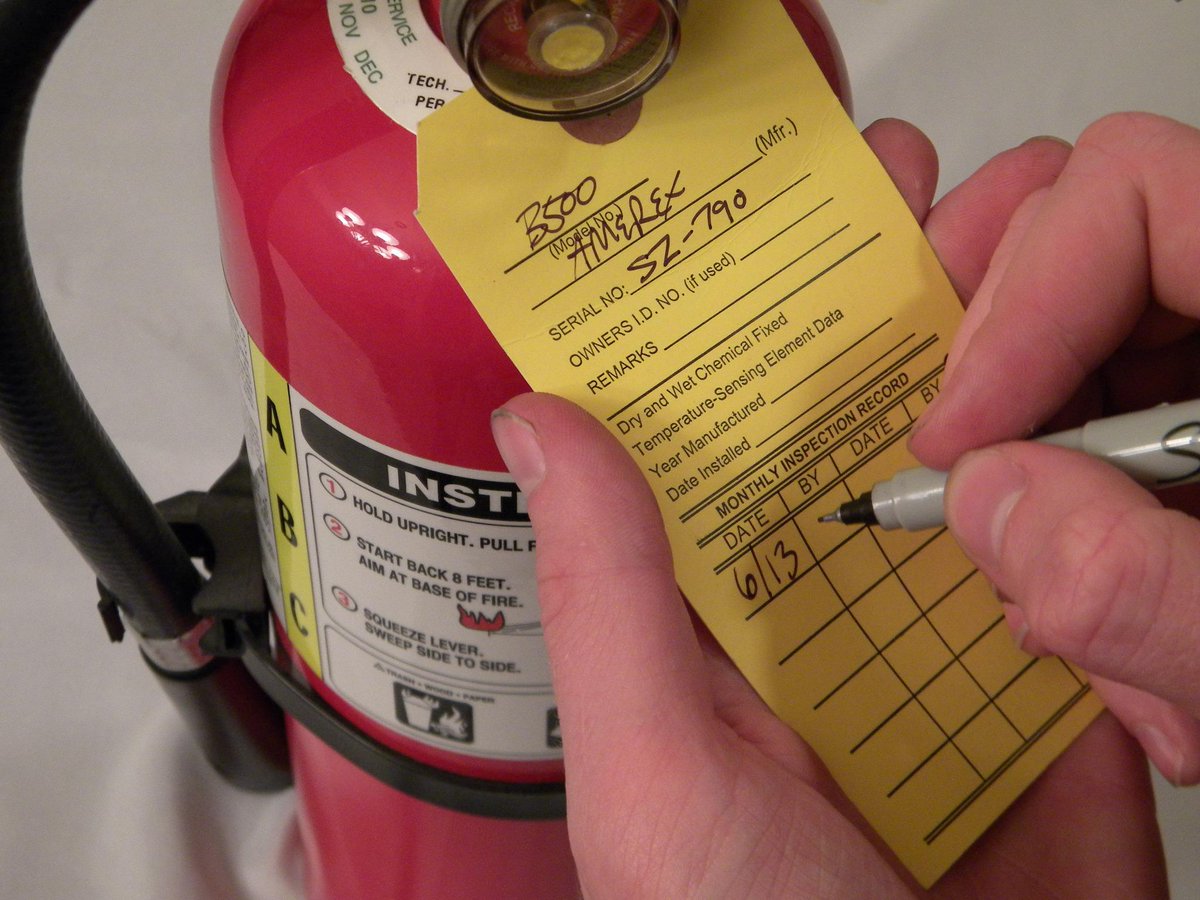 SERVICE
10
NOV DEC
TECH.
PER
B500
(Model No.
AMEREX (Mfr.)
SERIAL NO: SZ-790
OWNERS I.D. NO. (if used)
REMARKS
Dry and Wet Chemical Fixed
Temperature-Sensing Element Data
Year Manufactured
Date Installed
MONTHLY INSPECTION RECORD
DATE BY DATE BY
6/13
A
B
C
INST
1 HOLD UPRIGHT. PULL P
2 START BACK 8 FEET.
AIM AT BASE OF FIRE.
3 SQUEEZE LEVER.
SWEEP SIDE TO SIDE.
TRASH • WOOD • PAPER